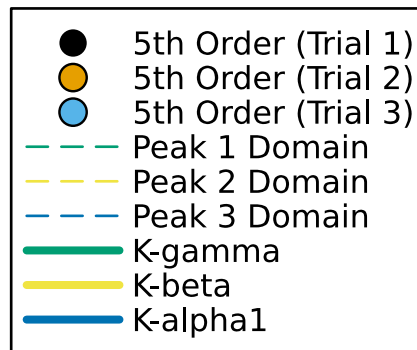 5th Order (Trial 1)
5th Order (Trial 2)
5th Order (Trial 3)
Peak 1 Domain
Peak 2 Domain
Peak 3 Domain
K-gamma
K-beta
K-alpha1